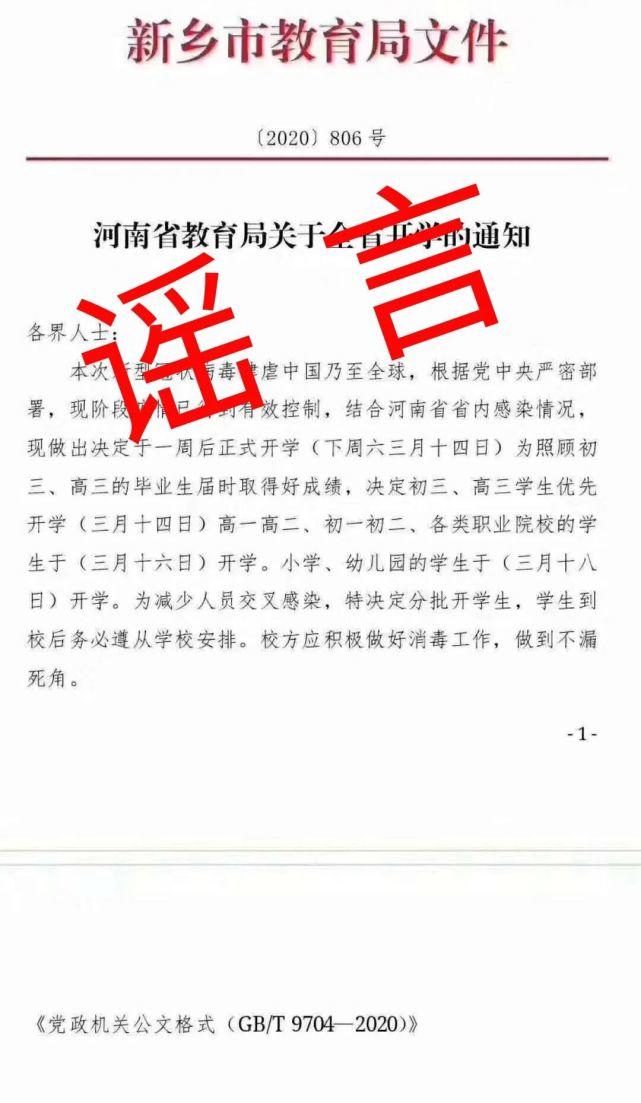 新乡市教育局文件
〔2020〕806 号
河南省教育局关于全省开学的通知
谣言
各界人士：
本次新型冠状病毒肆虐中国乃至全球，根据党中央严密部
署，现阶段疫情已得到有效控制，结合河南省省内感染情况，
现做出决定于一周后正式开学（下周六三月十四日）为照顾初
三、高三的毕业生届时取得好成绩，决定初三、高三学生优先
开学（三月十四日）高一高二、初一初二、各类职业院校的学
生于（三月十六日）开学。小学、幼儿园的学生于（三月十八
日）开学。为减少人员交叉感染，特决定分批开学生，学生到
校后务必遵从学校安排。校方应积极做好消毒工作，做到不漏
死角。
-1-
《党政机关公文格式（GB/T 9704—2020)》